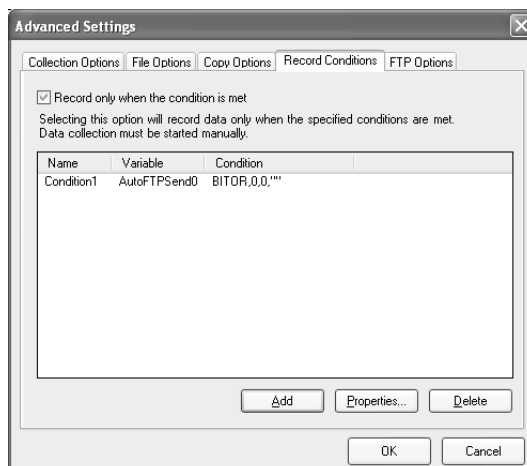 Advanced Settings
Collection Options File Options Copy Options Record Conditions FTP Options
Record only when the condition is met
Selecting this option will record data only when the specified conditions are met.
Data collection must be started manually.
Name Variable Condition
Condition1 AutoFTPSend0 BITOR,0,0,""
Add Properties... Delete
OK Cancel